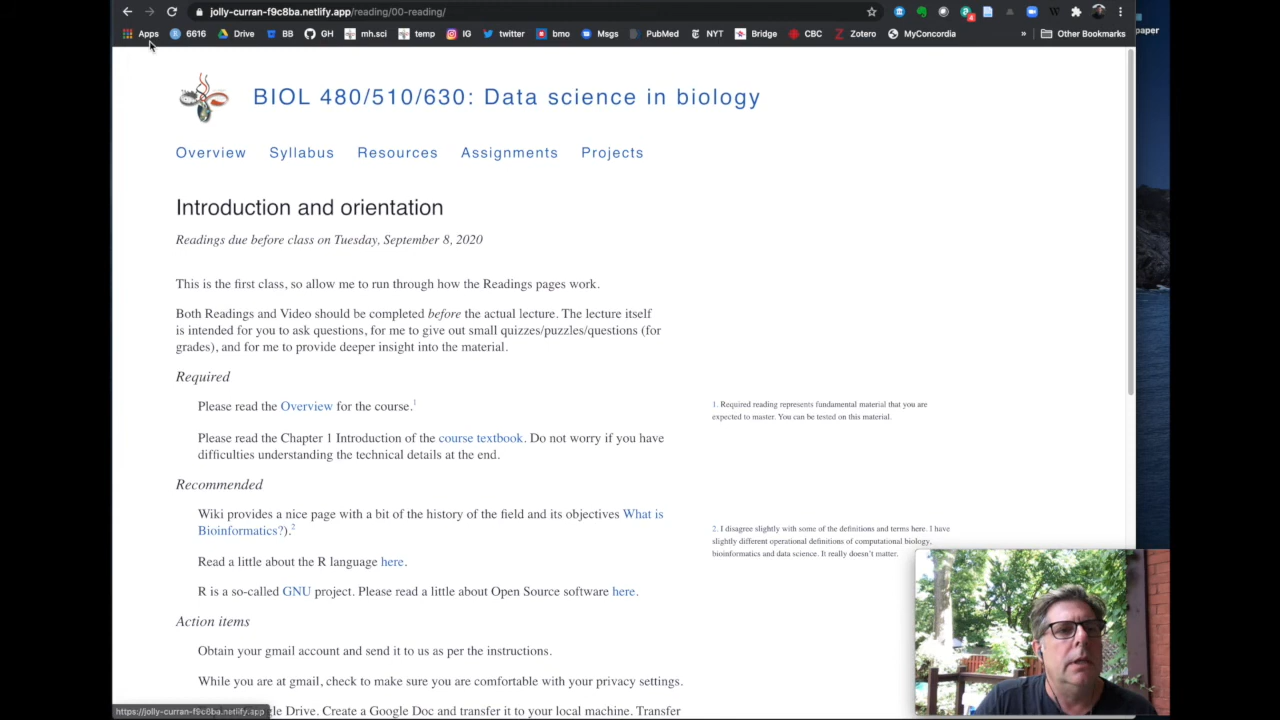 jolly-curran-f9c8ba.netlify.app/reading/00-reading/
Apps 6616 Drive BB GH mh.sci temp IG twitter bmo Msgs PubMed NYT Bridge CBC Zotero MyConcordia » Other Bookmarks
paper
BIOL 480/510/630: Data science in biology
Overview Syllabus Resources Assignments Projects
Introduction and orientation
Readings due before class on Tuesday, September 8, 2020
This is the first class, so allow me to run through how the Readings pages work.
Both Readings and Video should be completed before the actual lecture. The lecture itself
is intended for you to ask questions, for me to give out small quizzes/puzzles/questions (for
grades), and for me to provide deeper insight into the material.
Required
Please read the Overview for the course.1
1. Required reading represents fundamental material that you are
expected to master. You can be tested on this material.
Please read the Chapter 1 Introduction of the course textbook. Do not worry if you have
difficulties understanding the technical details at the end.
Recommended
Wiki provides a nice page with a bit of the history of the field and its objectives What is
Bioinformatics?).2
2. I disagree slightly with some of the definitions and terms here. I have
slightly different operational definitions of computational biology,
bioinformatics and data science. It really doesn't matter.
Read a little about the R language here.
R is a so-called GNU project. Please read a little about Open Source software here.
Action items
Obtain your gmail account and send it to us as per the instructions.
While you are at gmail, check to make sure you are comfortable with your privacy settings.
gle Drive. Create a Google Doc and transfer it to your local machine. Transfer
https://jolly-curran-f9c8ba.netlify.app